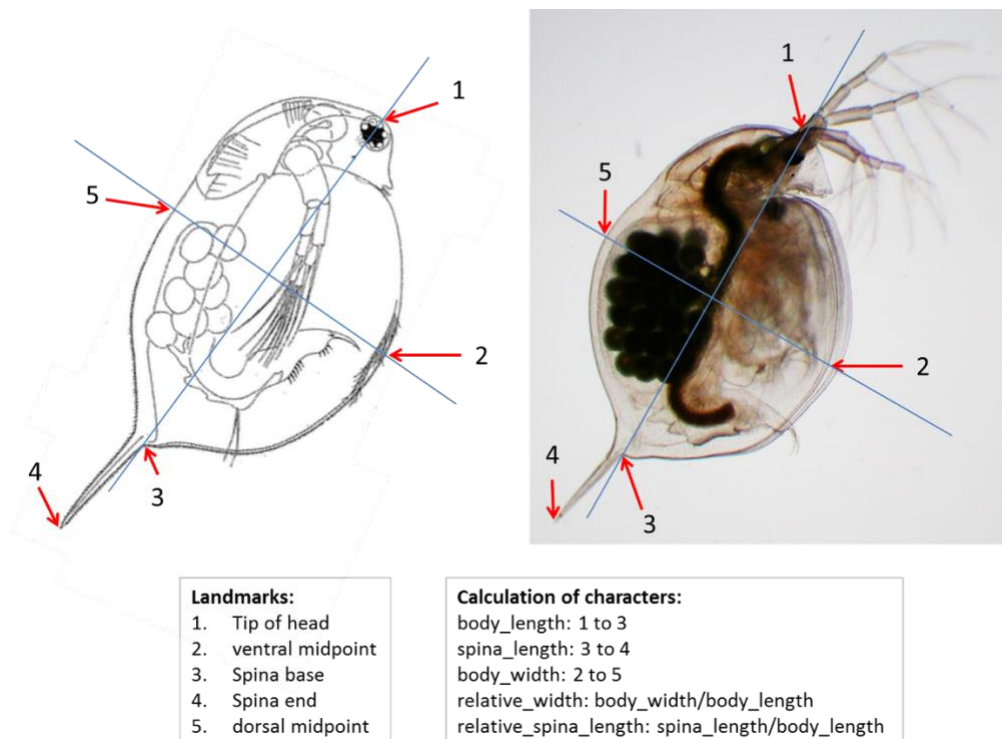 1
1
5
5
2
2
4
4
3
3
Landmarks:
1. Tip of head
2. ventral midpoint
3. Spina base
4. Spina end
5. dorsal midpoint
Calculation of characters:
body_length: 1 to 3
spina_length: 3 to 4
body_width: 2 to 5
relative_width: body_width/body_length
relative_spina_length: spina_length/body_length